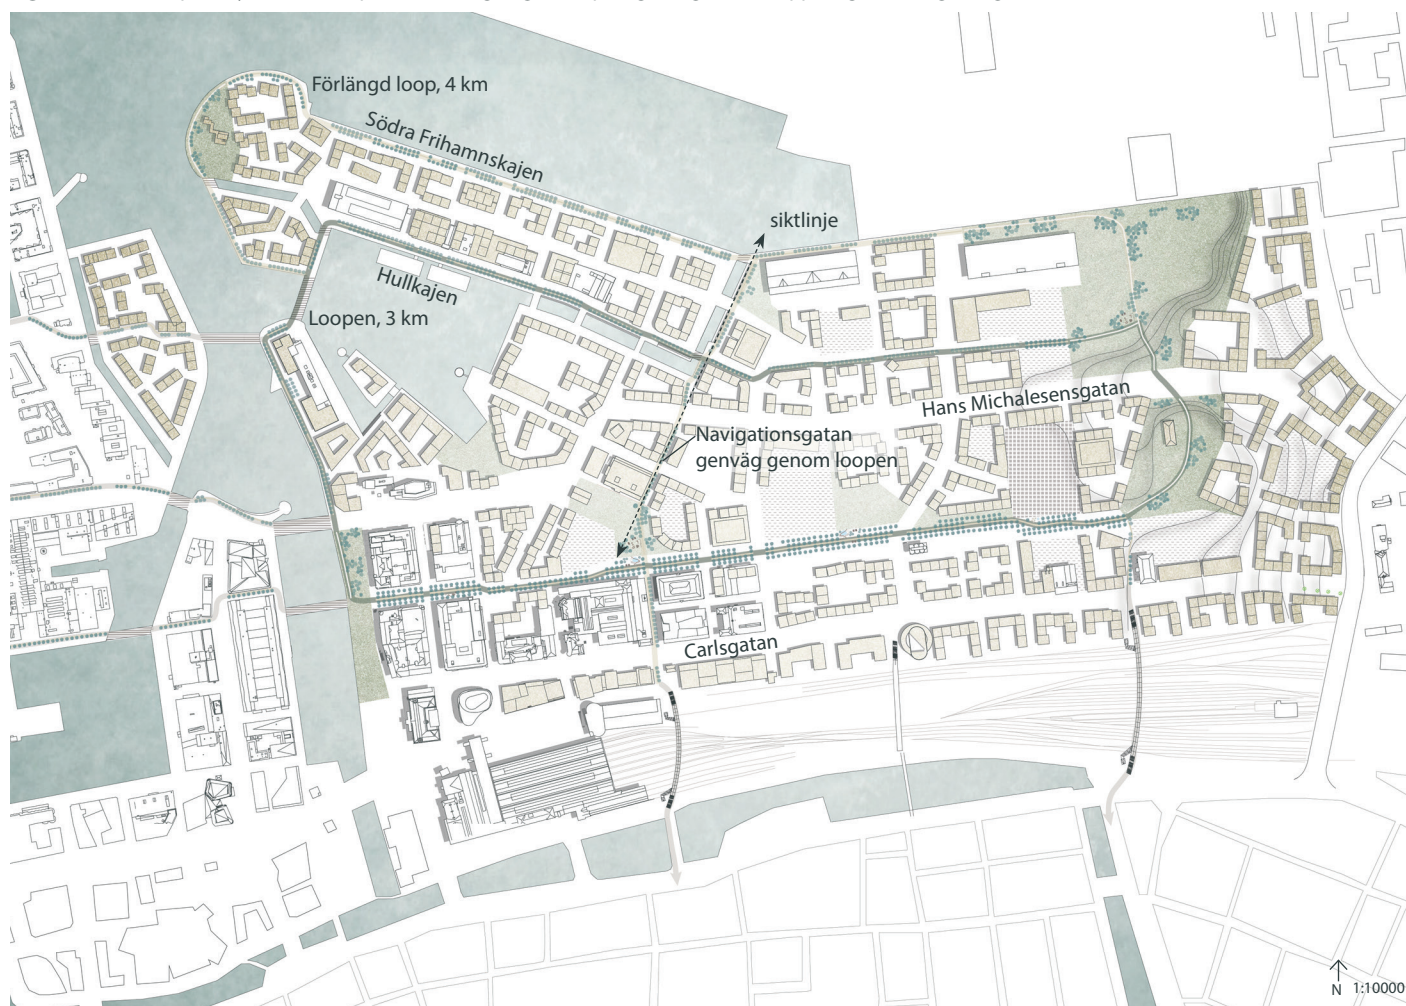 Förlängd loop, 4 km
Södra Frihamnskajen
siktlinje
Hullkajen
Loopen, 3 km
Hans Michalesensgatan
Navigationsgatan
genväg genom loopen
Carlsgatan
N 1:10000